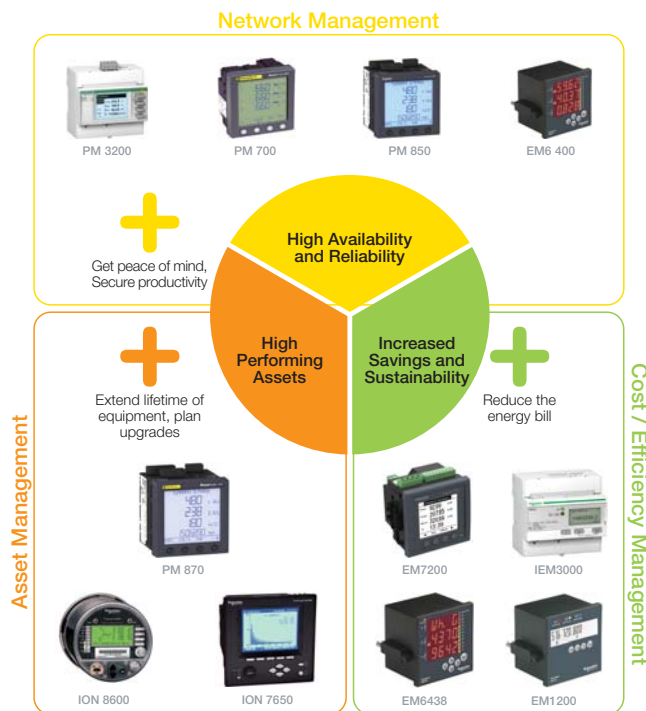 Network Management
PM 3200
PM 700
PM 850
EM6 400
High Availability
and Reliability
Get peace of mind,
Secure productivity
High
Performing
Assets
Increased
Savings and
Sustainability
Extend lifetime of
equipment, plan
upgrades
Reduce the
energy bill
Asset Management
Cost / Efficiency Management
PM 870
EM7200
IEM3000
ION 8600
ION 7650
EM6438
EM1200